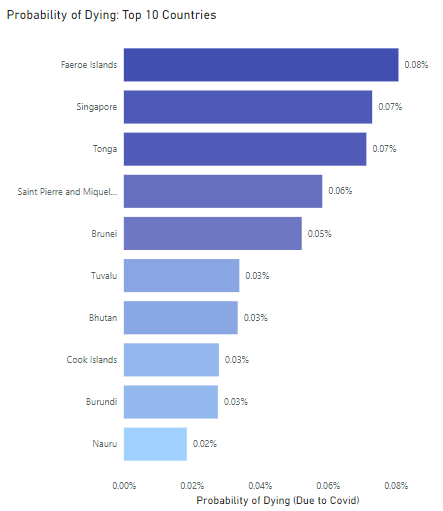 Probability of Dying: Top 10 Countries
Faeroe Islands 0.08%
Singapore 0.07%
Tonga 0.07%
Saint Pierre and Miquel... 0.06%
Brunei 0.05%
Tuvalu 0.03%
Bhutan 0.03%
Cook Islands 0.03%
Burundi 0.03%
Nauru 0.02%
0.00% 0.02% 0.04% 0.06% 0.08%
Probability of Dying (Due to Covid)